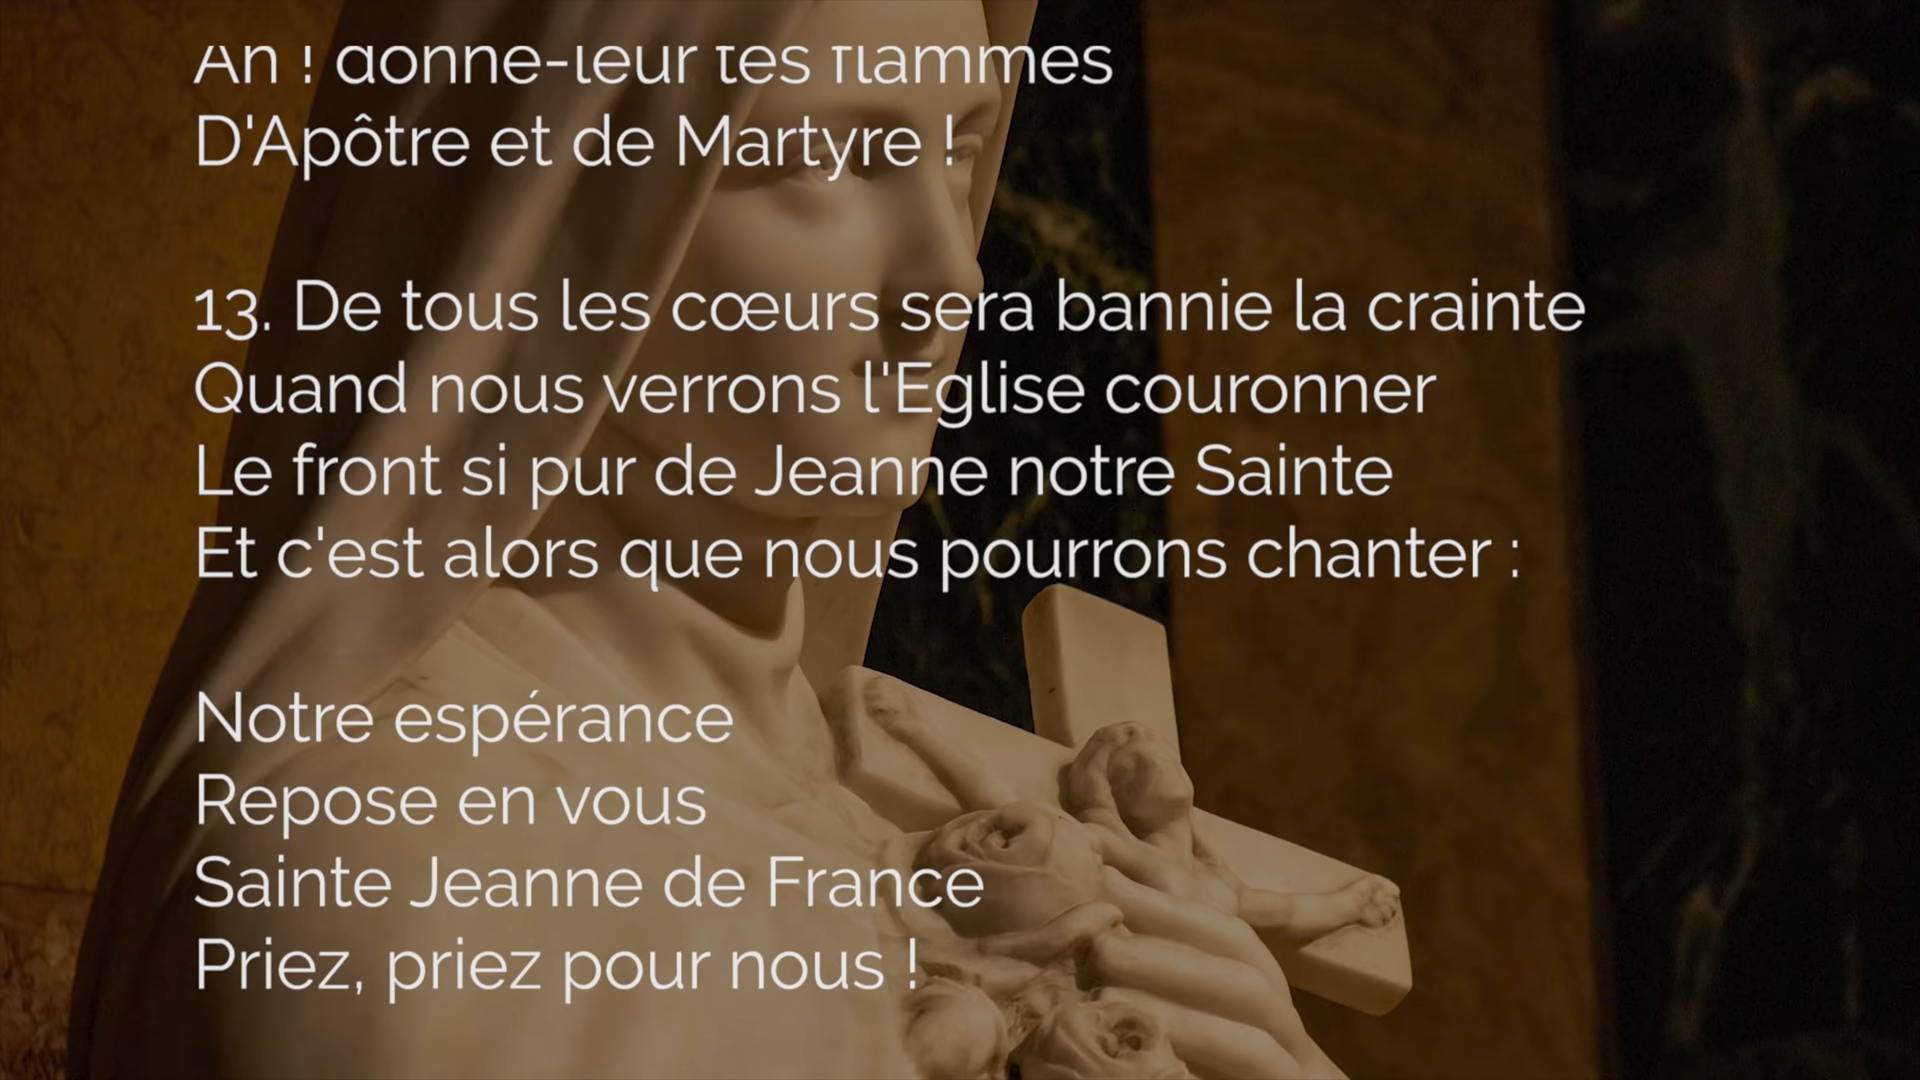 Ah ! donne-leur tes flammes
D'Apôtre et de Martyre !
13. De tous les cœurs sera bannie la crainte
Quand nous verrons l'Eglise couronner
Le front si pur de Jeanne notre Sainte
Et c'est alors que nous pourrons chanter :
Notre espérance
Repose en vous
Sainte Jeanne de France
Priez, priez pour nous !